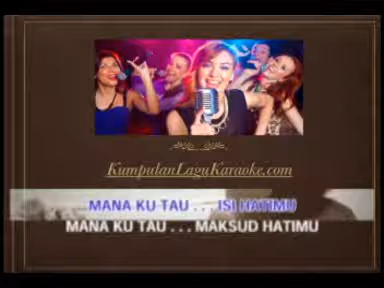 KumpulanLaguKaraoke.com
MANA KU TAU . . . ISI HATIMU
MANA KU TAU . . . MAKSUD HATIMU